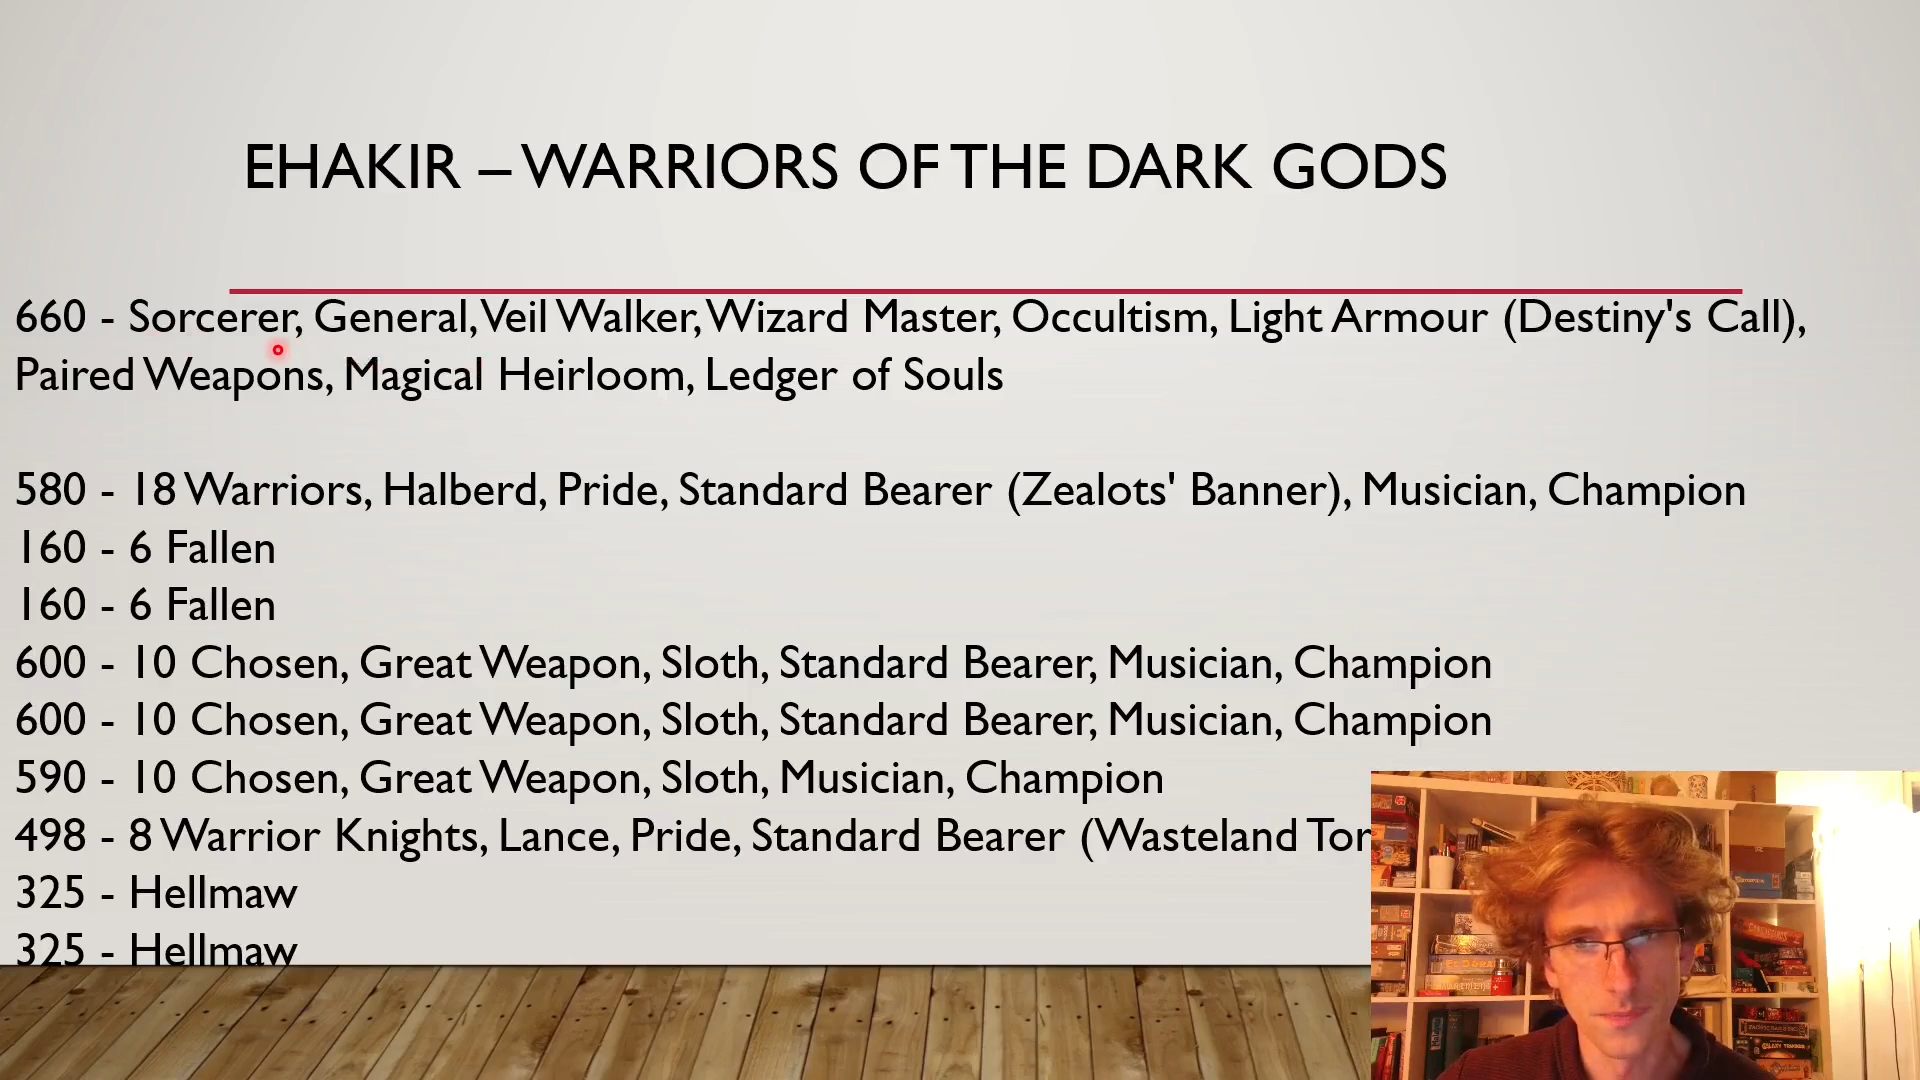 EHAKIR – WARRIORS OF THE DARK GODS
660 - Sorcerer, General, Veil Walker, Wizard Master, Occultism, Light Armour (Destiny's Call),
Paired Weapons, Magical Heirloom, Ledger of Souls
580 - 18 Warriors, Halberd, Pride, Standard Bearer (Zealots' Banner), Musician, Champion
160 - 6 Fallen
160 - 6 Fallen
600 - 10 Chosen, Great Weapon, Sloth, Standard Bearer, Musician, Champion
600 - 10 Chosen, Great Weapon, Sloth, Standard Bearer, Musician, Champion
590 - 10 Chosen, Great Weapon, Sloth, Musician, Champion
498 - 8 Warrior Knights, Lance, Pride, Standard Bearer (Wasteland Tor
325 - Hellmaw
325 - Hellmaw